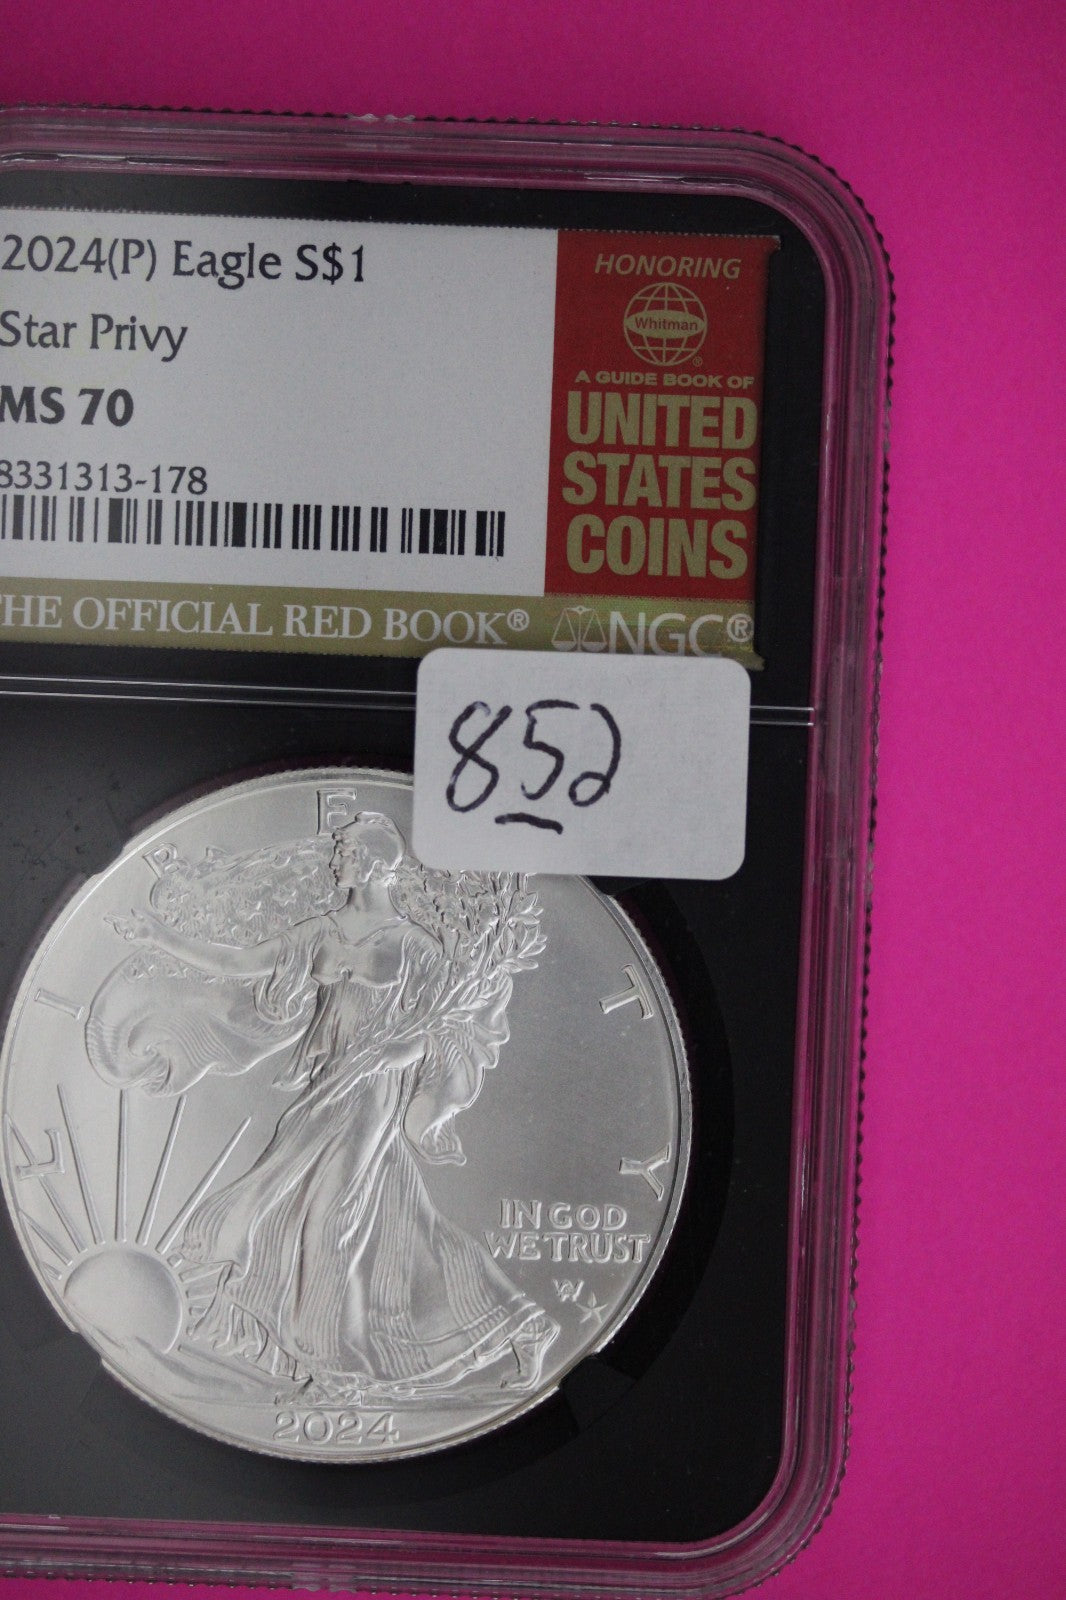 2024(P) Eagle S$1
Star Privy
MS 70
8331313-178
HONORING
Whitman®
A GUIDE BOOK OF
UNITED
STATES
COINS
THE OFFICIAL RED BOOK®
NGC®
852
LIBERTY
IN GOD
WE TRUST
W
2024